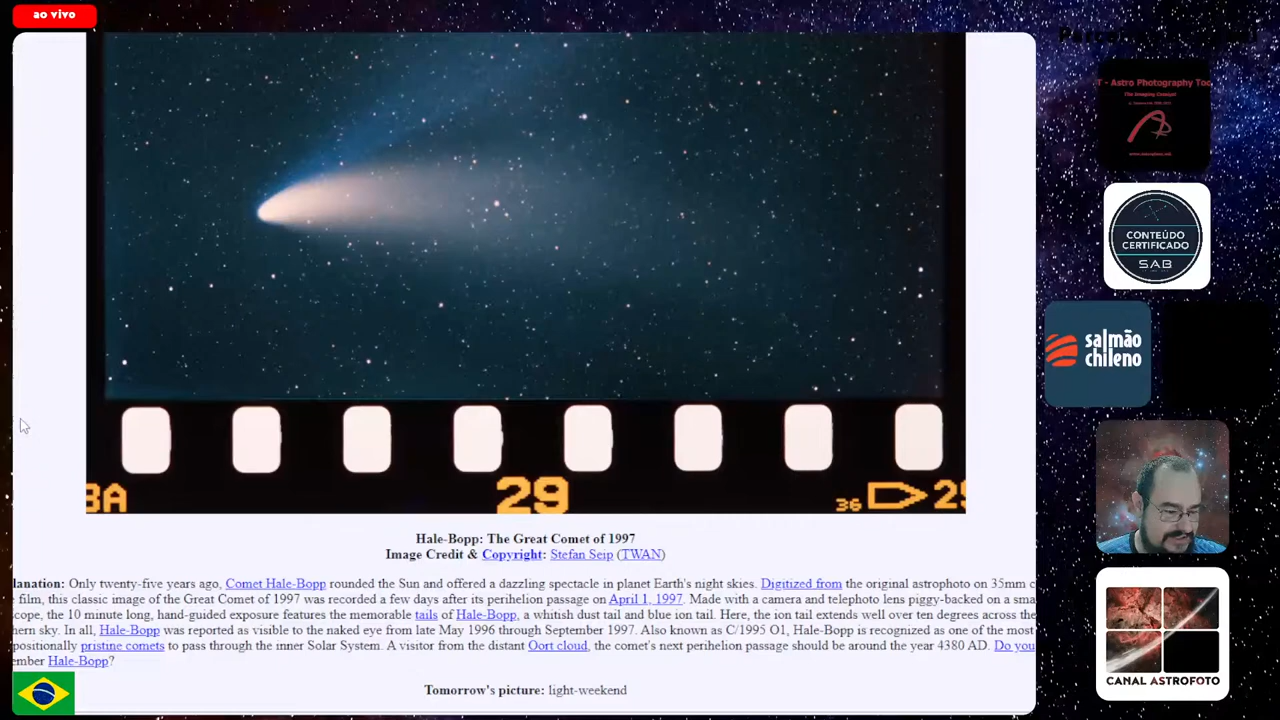 ao vivo
T - Astro Photography Too
The Imaging Catalyst
CONTEÚDO
CERTIFICADO
SAB
salmão
chileno
3A
29
36
29
Hale-Bopp: The Great Comet of 1997
Image Credit & Copyright: Stefan Seip (TWAN)
lanation: Only twenty-five years ago, Comet Hale-Bopp rounded the Sun and offered a dazzling spectacle in planet Earth's night skies. Digitized from the original astrophoto on 35mm c
film, this classic image of the Great Comet of 1997 was recorded a few days after its perihelion passage on April 1, 1997. Made with a camera and telephoto lens piggy-backed on a sma
cope, the 10 minute long, hand-guided exposure features the memorable tails of Hale-Bopp, a whitish dust tail and blue ion tail. Here, the ion tail extends well over ten degrees across the
hern sky. In all, Hale-Bopp was reported as visible to the naked eye from late May 1996 through September 1997. Also known as C/1995 O1, Hale-Bopp is recognized as one of the most
positionally pristine comets to pass through the inner Solar System. A visitor from the distant Oort cloud, the comet's next perihelion passage should be around the year 4380 AD. Do you
ember Hale-Bopp?
Tomorrow's picture: light-weekend
CANAL ASTROFOTO